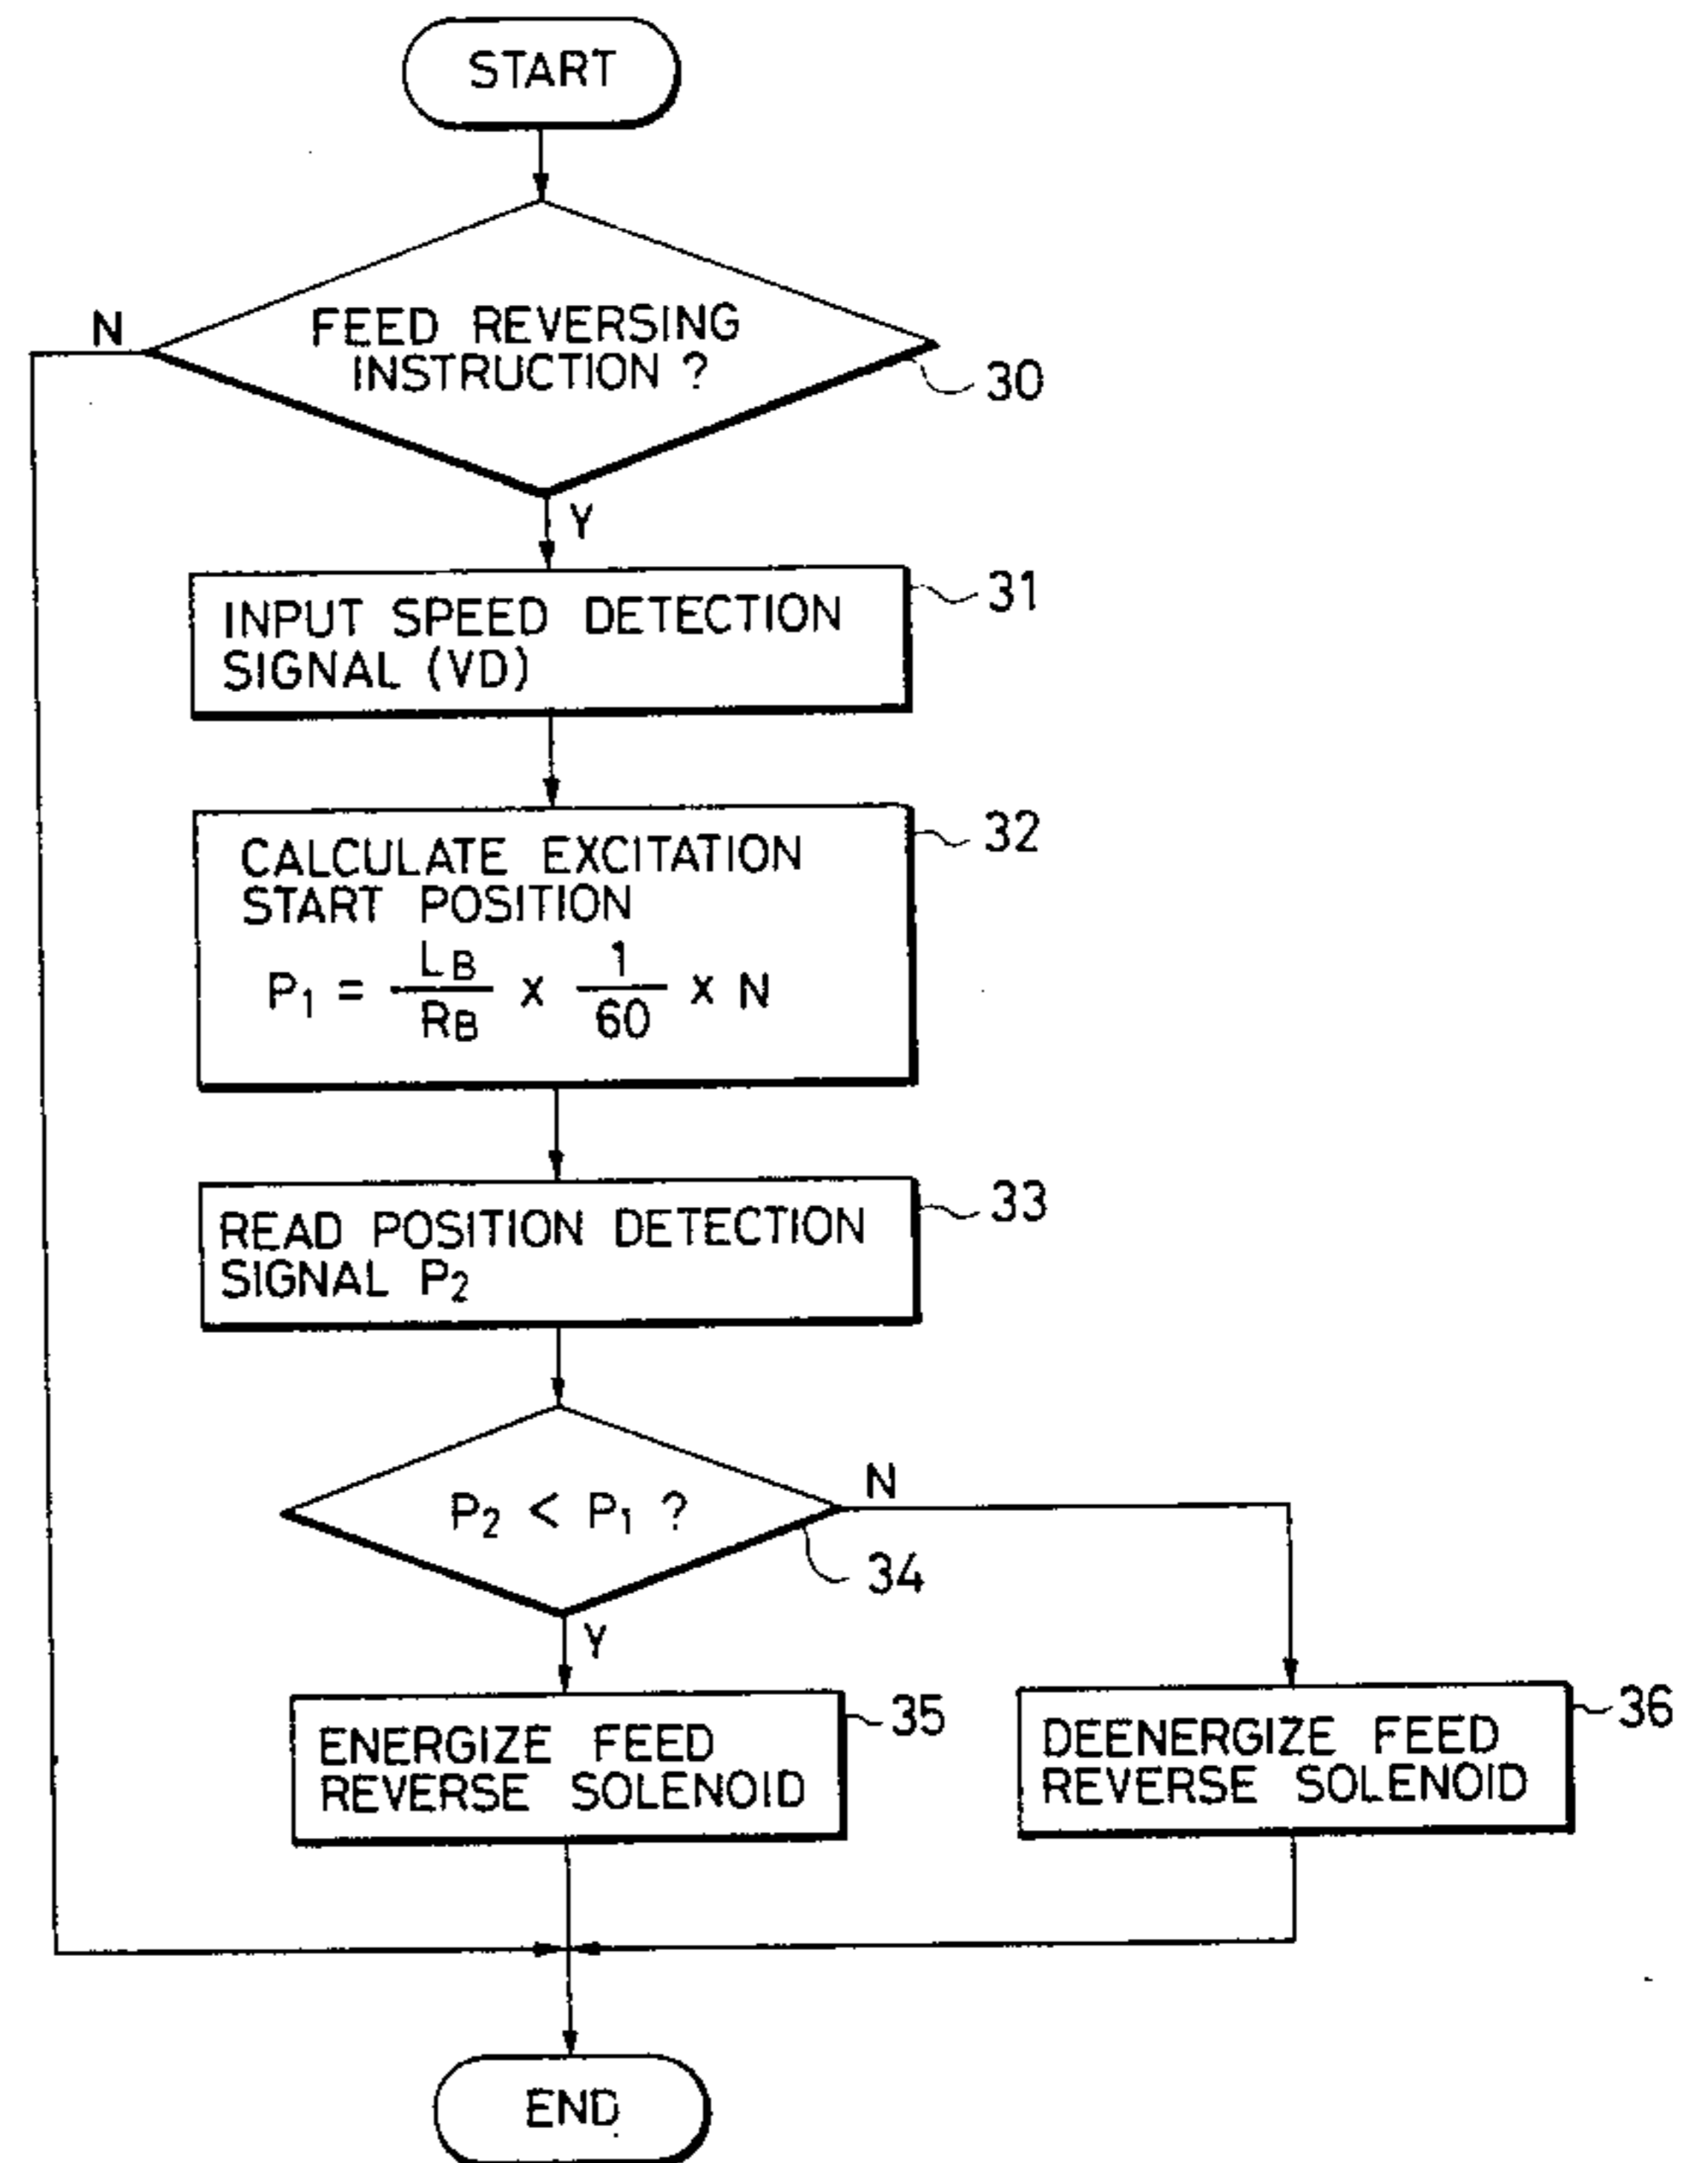 START
N
FEED REVERSING
INSTRUCTION ?
30
Y
INPUT SPEED DETECTION
SIGNAL (VD)
31
CALCULATE EXCITATION
START POSITION
P1 = LB/RB x 1/60 x N
32
READ POSITION DETECTION
SIGNAL P2
33
P2 < P1 ?
N
34
Y
ENERGIZE FEED
REVERSE SOLENOID
35
DEENERGIZE FEED
REVERSE SOLENOID
36
END